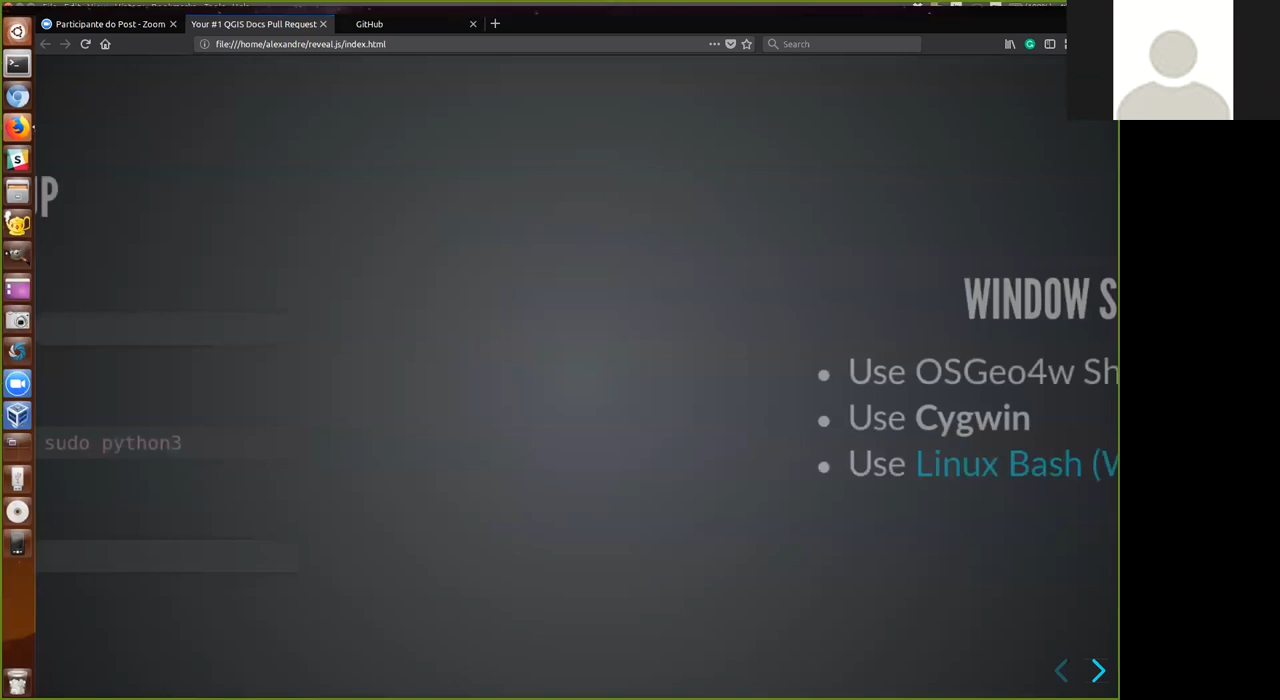 Participante do Post - Zoom
Your #1 QGIS Docs Pull Request
GitHub
file:///home/alexandre/reveal.js/index.html
Search
UP
WINDOW S
Use OSGeo4w Sh
Use Cygwin
Use Linux Bash (W
sudo python3